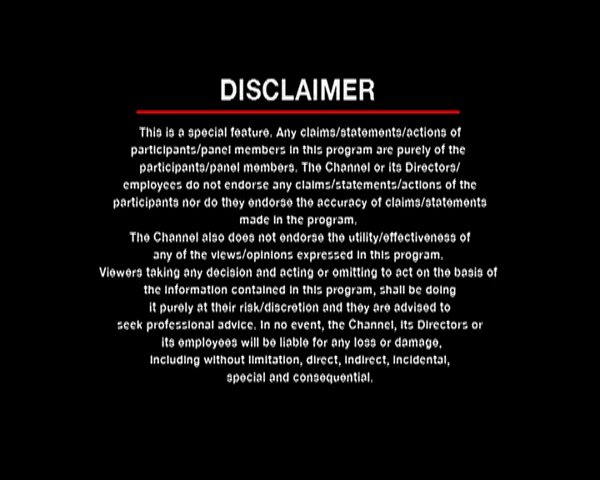 DISCLAIMER
This is a special feature. Any claims/statements/actions of
participants/panel members in this program are purely of the
participants/panel members. The Channel or its Directors/
employees do not endorse any claims/statements/actions of the
participants nor do they endorse the accuracy of claims/statements
made in the program.
The Channel also does not endorse the utility/effectiveness of
any of the views/opinions expressed in this program.
Viewers taking any decision and acting or omitting to act on the basis of
the information contained in this program, shall be doing
it purely at their risk/discretion and they are advised to
seek professional advice. In no event, the Channel, its Directors or
its employees will be liable for any loss or damage,
including without limitation, direct, indirect, incidental,
special and consequential.